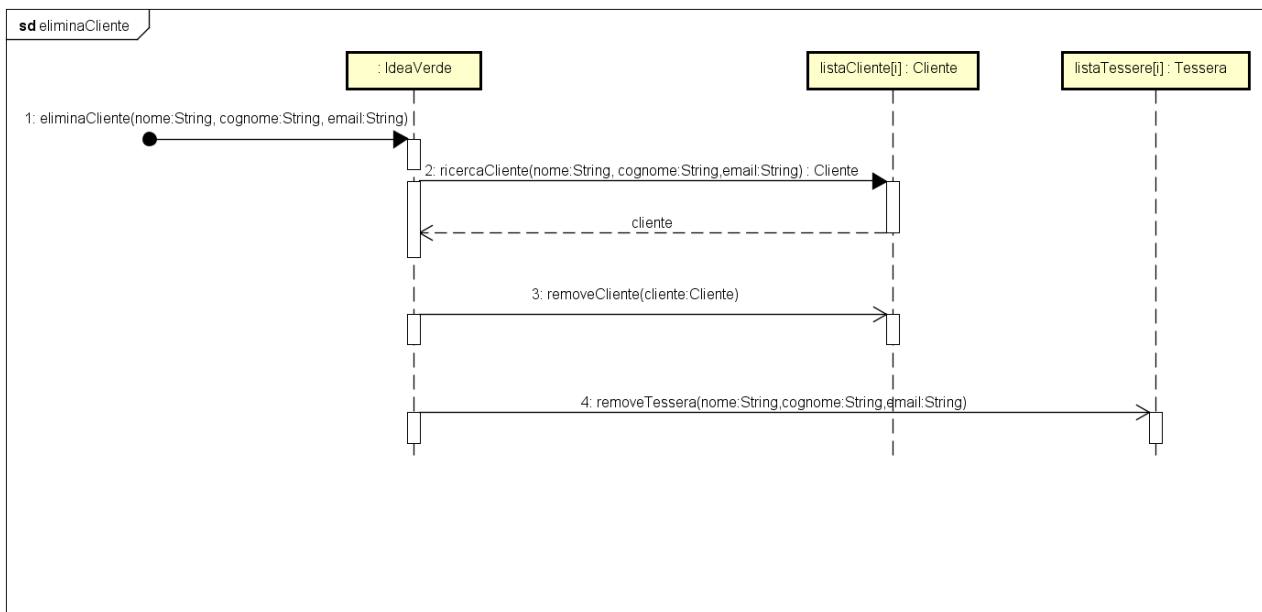 sd eliminaCliente
: IdeaVerde
listaCliente[i] : Cliente
listaTessere[i] : Tessera
1: eliminaCliente(nome:String, cognome:String, email:String)
2: ricercaCliente(nome:String, cognome:String,email:String) : Cliente
cliente
3: removeCliente(cliente:Cliente)
4: removeTessera(nome:String,cognome:String,email:String)